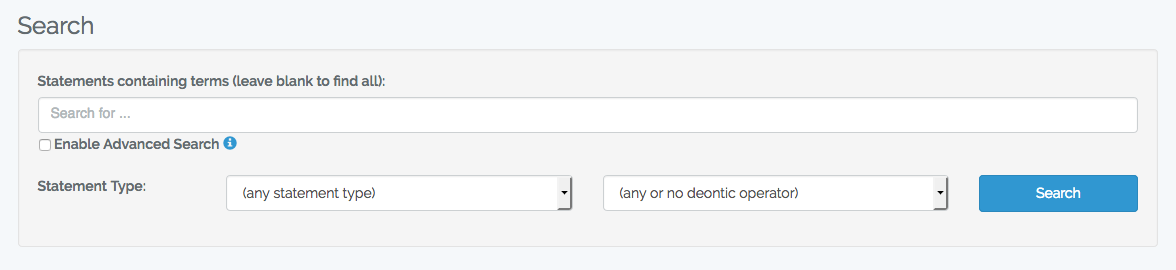 Search
Statements containing terms (leave blank to find all):
Search for ...
Enable Advanced Search
Statement Type: (any statement type) (any or no deontic operator) Search